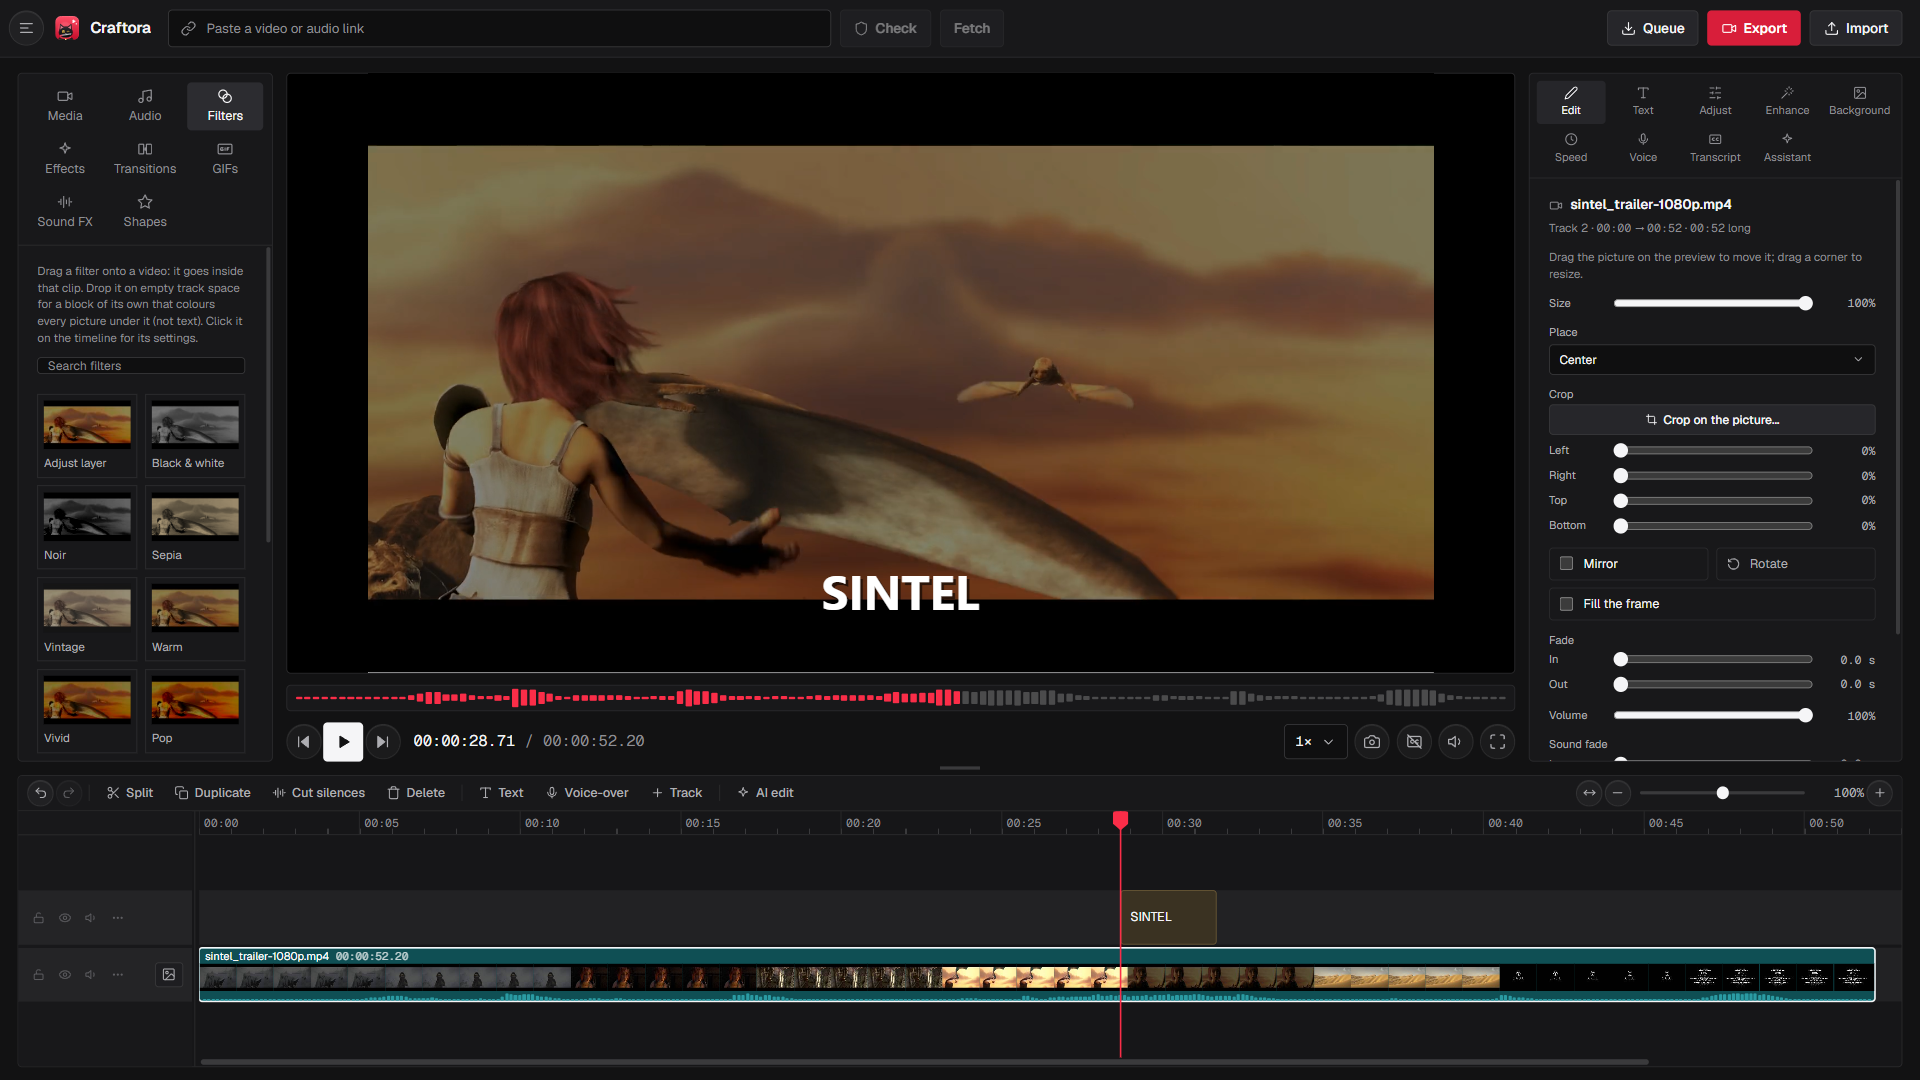 Craftora
Paste a video or audio link
Check
Fetch
Queue
Export
Import
Media
Audio
Filters
Effects
Transitions
GIF
GIFs
Sound FX
Shapes
Drag a filter onto a video: it goes inside
that clip. Drop it on empty track space
for a block of its own that colours
every picture under it (not text). Click it
on the timeline for its settings.
Search filters
Adjust layer
Black & white
Noir
Sepia
Vintage
Warm
Vivid
Pop
SINTEL
00:00:28.71 / 00:00:52.20
1×
Edit
Text
Adjust
Enhance
Background
Speed
Voice
CC
Transcript
Assistant
sintel_trailer-1080p.mp4
Track 2 · 00:00 → 00:52 · 00:52 long
Drag the picture on the preview to move it; drag a corner to
resize.
Size 100%
Place
Center
Crop
Crop on the picture...
Left 0%
Right 0%
Top 0%
Bottom 0%
Mirror
Rotate
Fill the frame
Fade
In 0.0 s
Out 0.0 s
Volume 100%
Sound fade
Split
Duplicate
Cut silences
Delete
Text
Voice-over
Track
AI edit
100%
00:00 00:05 00:10 00:15 00:20 00:25 00:30 00:35 00:40 00:45 00:50
SINTEL
sintel_trailer-1080p.mp4 00:00:52.20